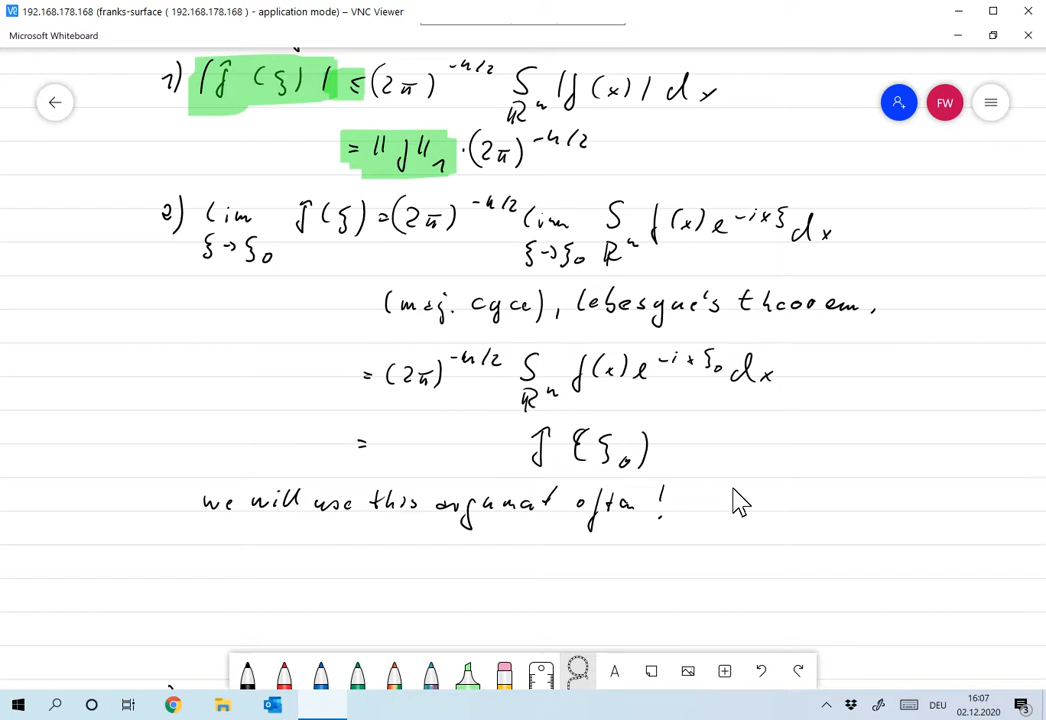 192.168.178.168 (franks-surface ( 192.168.178.168 ) - application mode) – VNC Viewer
Microsoft Whiteboard
FW
1) |f̂(ξ)| ≤ (2π)^{-n/2} ∫_{ℝ^n} |f(x)| dx
= ||f||_1 · (2π)^{-n/2}
2) lim_{ξ→ξ_0} f̂(ξ) = (2π)^{-n/2} lim_{ξ→ξ_0} ∫_{ℝ^n} f(x) e^{-ixξ} dx
(maj. cgce), Lebesgue's theorem,
= (2π)^{-n/2} ∫_{ℝ^n} f(x) e^{-ixξ_0} dx
= f̂(ξ_0)
we will use this argument often!
A
DEU
16:07
02.12.2020
3